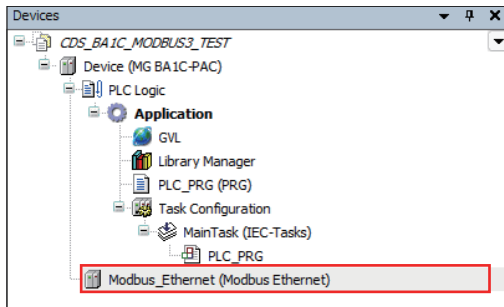 Devices
CDS_BA1C_MODBUS3_TEST
Device (MG BA1C-PAC)
PLC Logic
Application
GVL
Library Manager
PLC_PRG (PRG)
Task Configuration
MainTask (IEC-Tasks)
PLC_PRG
Modbus_Ethernet (Modbus Ethernet)